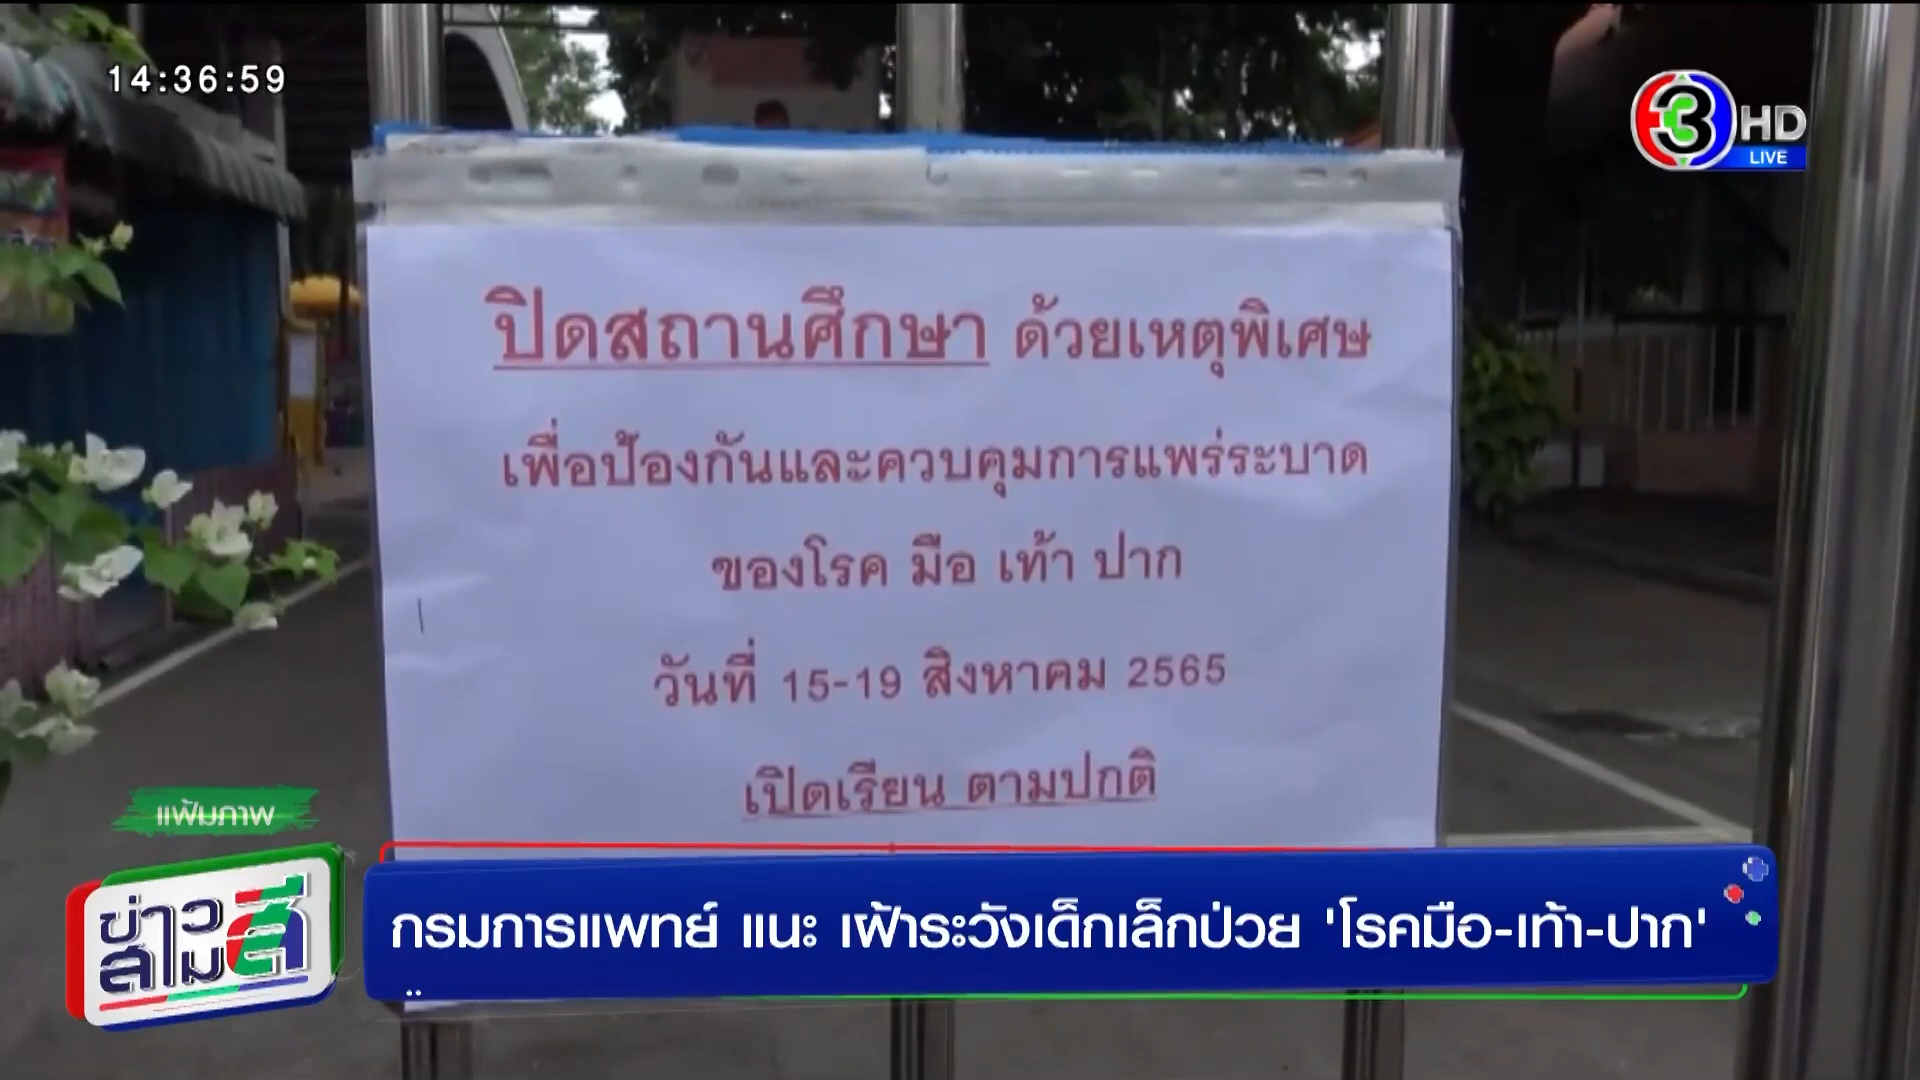 14:36:59
3 HD
LIVE
ปิดสถานศึกษา ด้วยเหตุพิเศษ
เพื่อป้องกันและควบคุมการแพร่ระบาด
ของโรค มือ เท้า ปาก
วันที่ 15-19 สิงหาคม 2565
เปิดเรียน ตามปกติ
แฟ้มภาพ
ข่าว
สามสี
กรมการแพทย์ แนะ เฝ้าระวังเด็กเล็กป่วย 'โรคมือ-เท้า-ปาก'